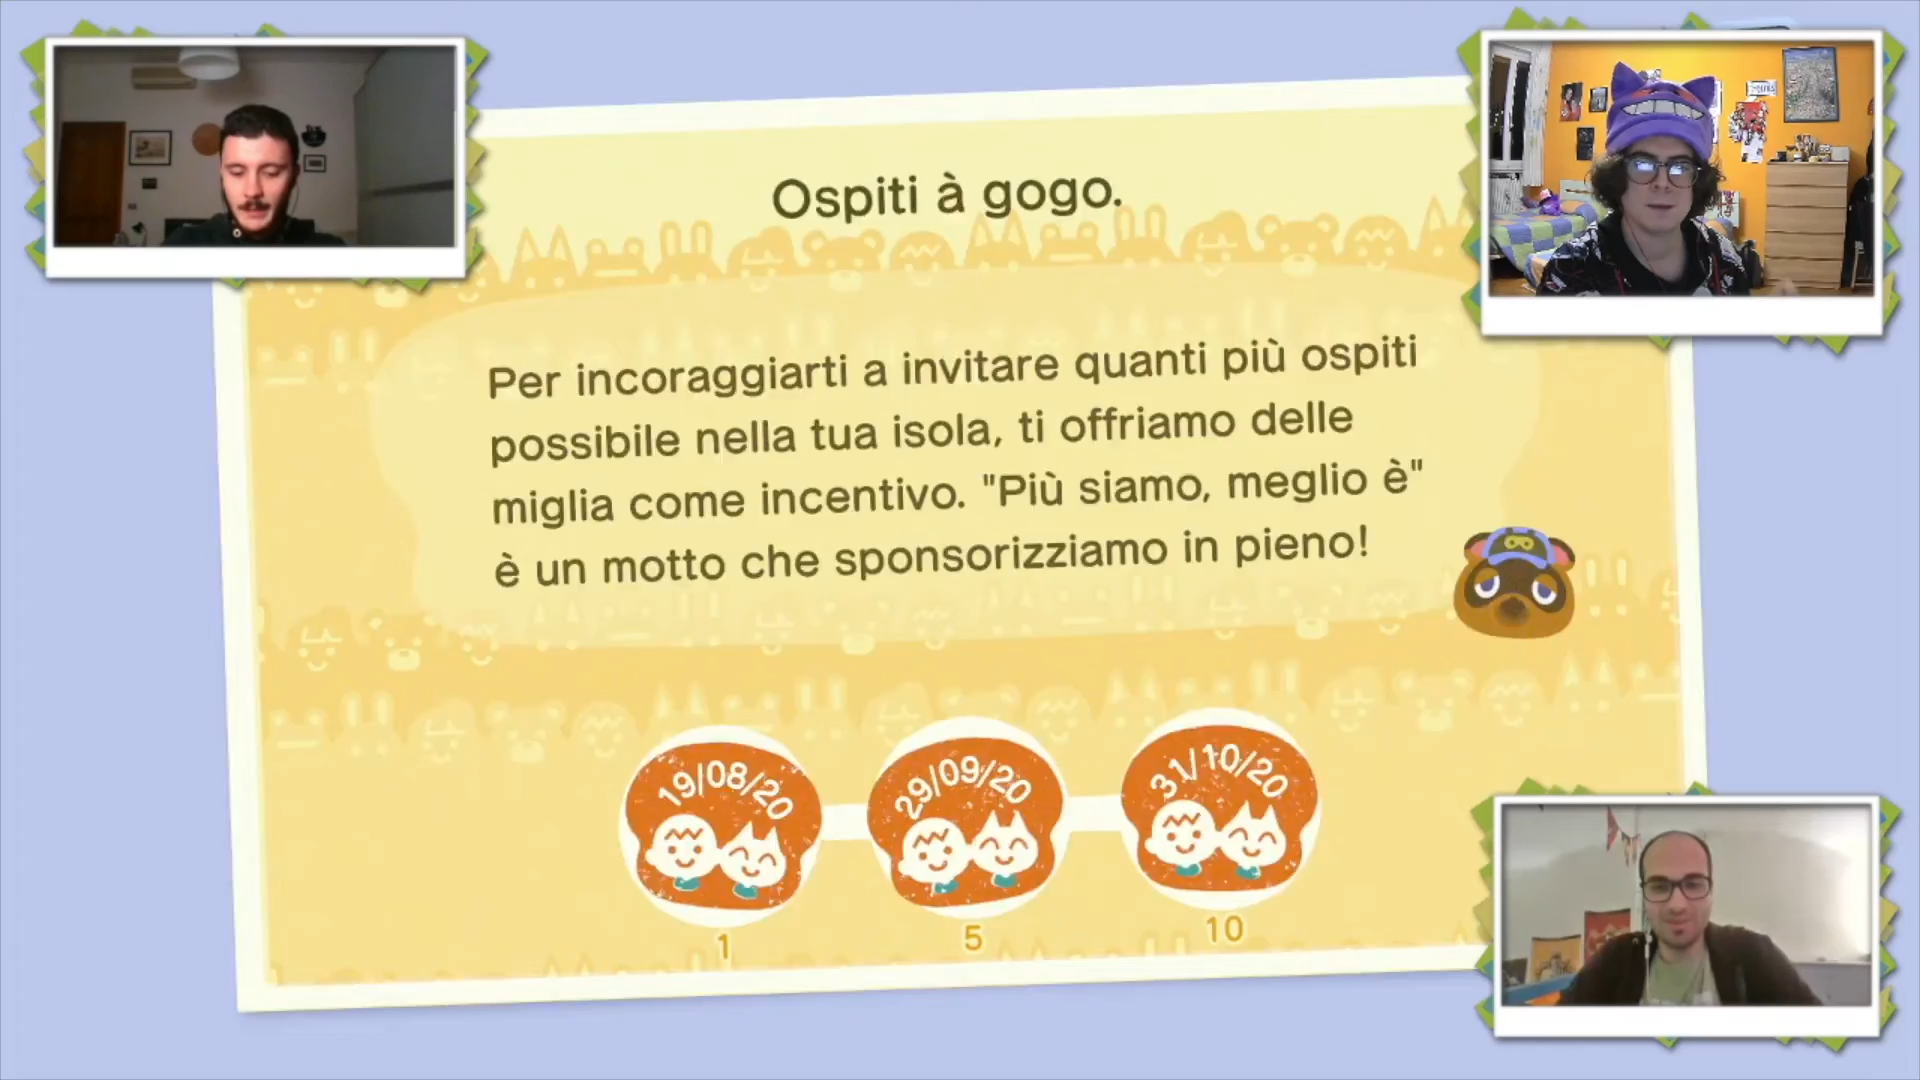 Ospiti à gogo.
Per incoraggiarti a invitare quanti più ospiti
possibile nella tua isola, ti offriamo delle
miglia come incentivo. "Più siamo, meglio è"
è un motto che sponsorizziamo in pieno!
19/08/20
29/09/20
31/10/20
1
5
10